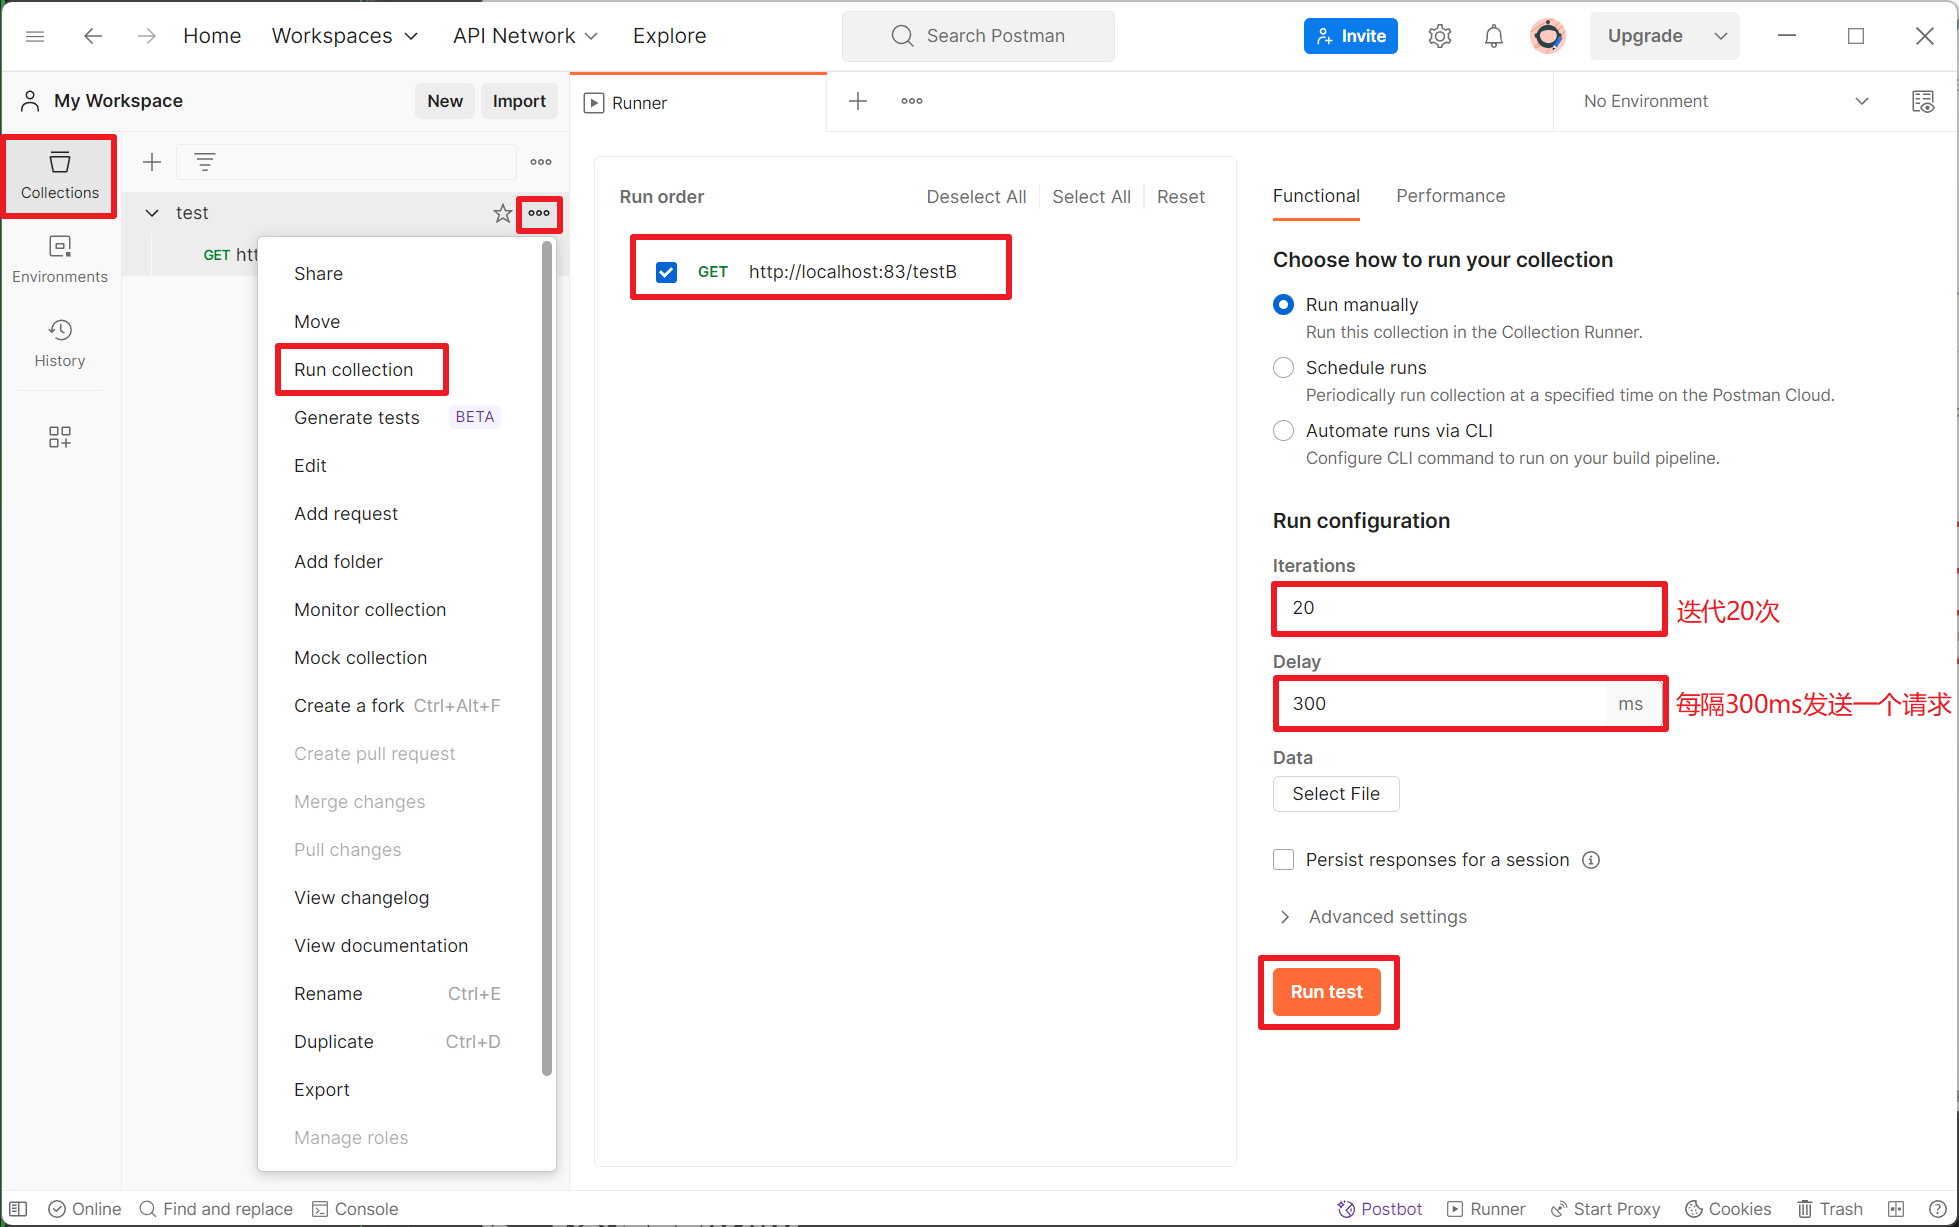 Home Workspaces API Network Explore Search Postman Invite Upgrade
My Workspace New Import Runner No Environment
Collections
Environments
History
test
GET htt
Share
Move
Run collection
Generate tests BETA
Edit
Add request
Add folder
Monitor collection
Mock collection
Create a fork Ctrl+Alt+F
Create pull request
Merge changes
Pull changes
View changelog
View documentation
Rename Ctrl+E
Duplicate Ctrl+D
Export
Manage roles
Run order Deselect All Select All Reset
GET http://localhost:83/testB
Functional Performance
Choose how to run your collection
Run manually
Run this collection in the Collection Runner.
Schedule runs
Periodically run collection at a specified time on the Postman Cloud.
Automate runs via CLI
Configure CLI command to run on your build pipeline.
Run configuration
Iterations
20 迭代20次
Delay
300 ms 每隔300ms发送一个请求
Data
Select File
Persist responses for a session
Advanced settings
Run test
Online Find and replace Console Postbot Runner Start Proxy Cookies Trash